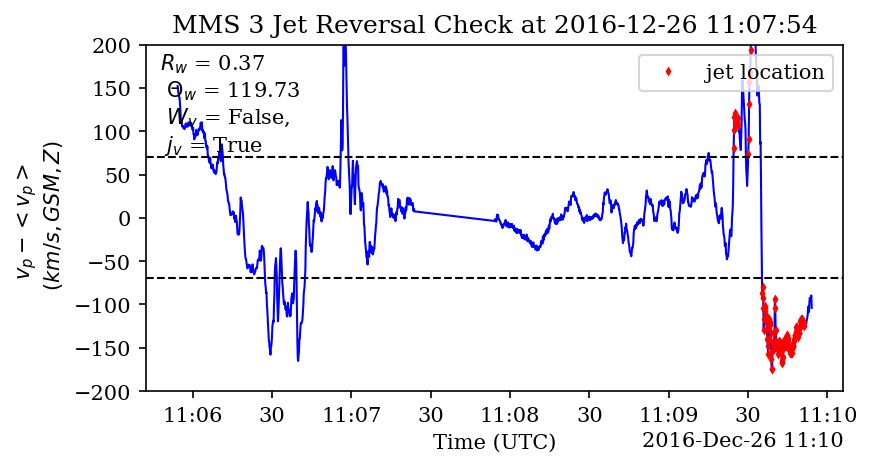 MMS 3 Jet Reversal Check at 2016-12-26 11:07:54
200
150
100
50
0
−50
−100
−150
−200
v_p − < v_p >
(km/s, GSM, Z)
R_w = 0.37
Θ_w = 119.73
W_v = False,
j_v = True
jet location
11:06 30 11:07 30 11:08 30 11:09 30 11:10
Time (UTC)
2016-Dec-26 11:10